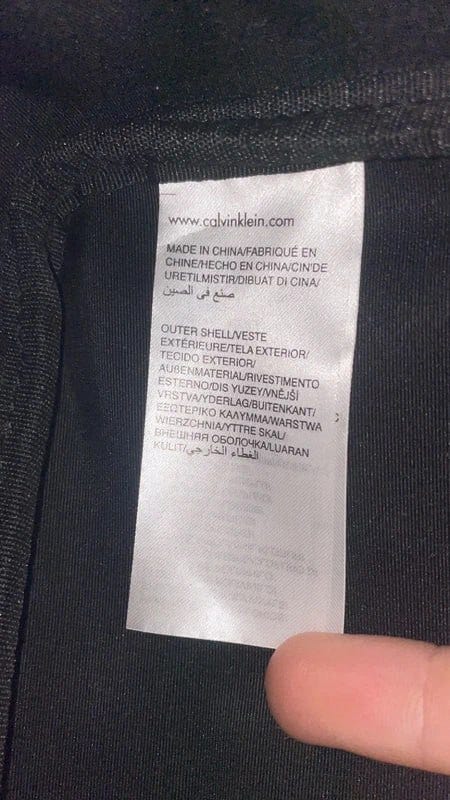 www.calvinklein.com
MADE IN CHINA/FABRIQUÉ EN
CHINE/HECHO EN CHINA/CIN'DE
URETILMISTIR/DIBUAT DI CINA/
صنع في الصين
OUTER SHELL/VESTE
EXTÉRIEURE/TELA EXTERIOR/
TECIDO EXTERIOR/
AUßENMATERIAL/RIVESTIMENTO
ESTERNO/DIS YUZEY/VNĚJŠÍ
VRSTVA/YDERLAG/BUITENKANT/
ΕΞΩΤΕΡΙΚΟ ΚΑΛΥΜΜΑ/WARSTWA
WIERZCHNIA/YTTRE SKAL/
ВНЕШНЯЯ ОБОЛОЧКА/LUARAN
KULIT/الغطاء الخارجي